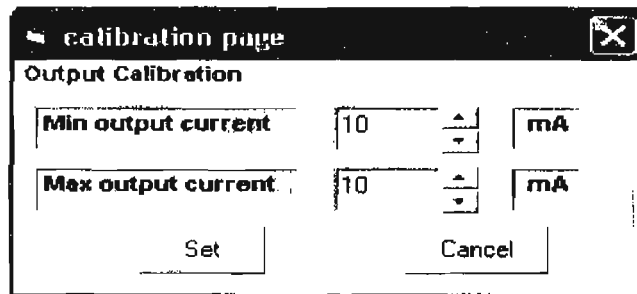 calibration page
Output Calibration
Min output current 10 mA
Max output current 10 mA
Set Cancel